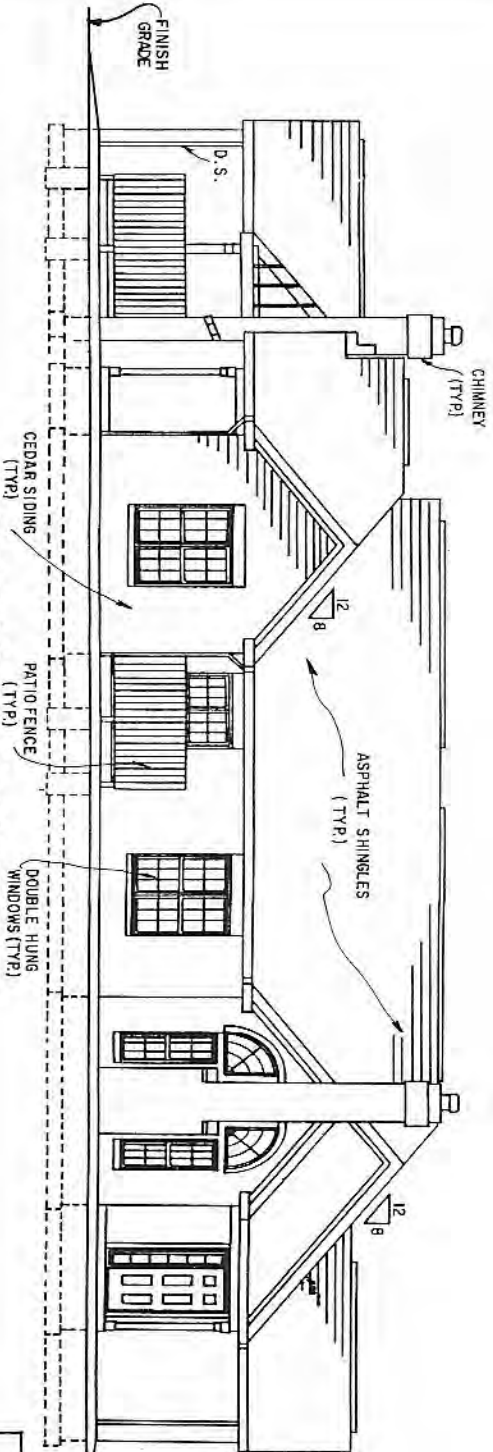 FINISH
GRADE
D.S.
CHIMNEY
(TYP.)
CEDAR SIDING
(TYP.)
12
8
PATIO FENCE
(TYP.)
ASPHALT SHINGLES
(TYP.)
DOUBLE HUNG
WINDOWS (TYP.)
12
8